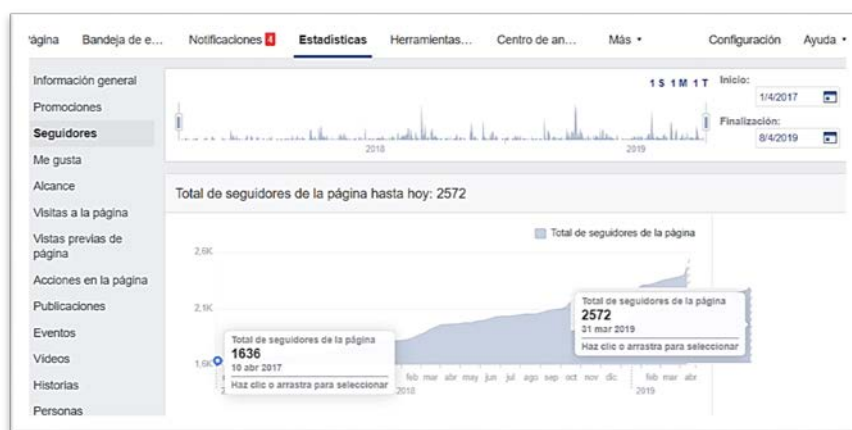 Página Bandeja de e... Notificaciones 4 Estadísticas Herramientas... Centro de an... Más Configuración Ayuda
Información general
Promociones
Seguidores
Me gusta
Alcance
Visitas a la página
Vistas previas de
página
Acciones en la página
Publicaciones
Eventos
Vídeos
Historias
Personas
1 S 1 M 1 T
Inicio:
1/4/2017
Finalización:
8/4/2019
2018 2019
Total de seguidores de la página hasta hoy: 2572
Total de seguidores de la página
2,6K
2,1K
1,6K
Total de seguidores de la página
1636
10 abr 2017
Haz clic o arrastra para seleccionar
Total de seguidores de la página
2572
31 mar 2019
Haz clic o arrastra para seleccionar
feb mar abr may jun jul ago sep oct nov dic feb mar abr
2018 2019